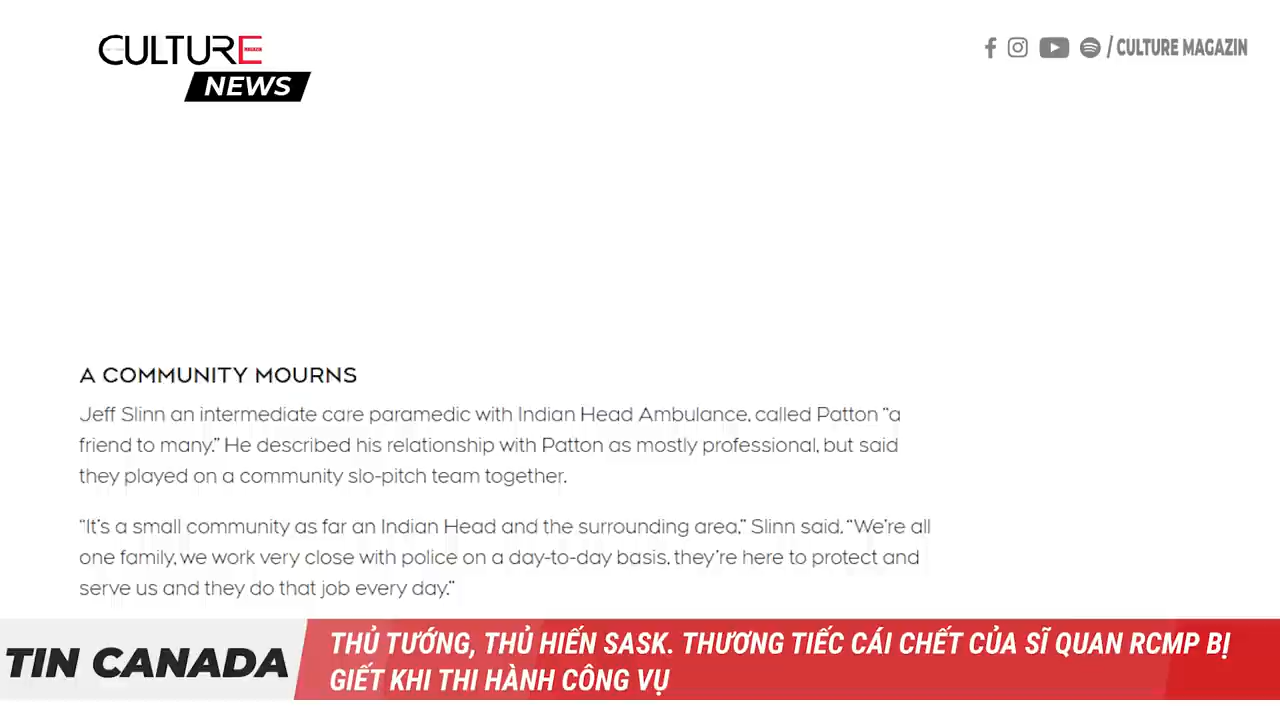 CULTURE
NEWS
/ CULTURE MAGAZIN
A COMMUNITY MOURNS
Jeff Slinn an intermediate care paramedic with Indian Head Ambulance, called Patton “a
friend to many.” He described his relationship with Patton as mostly professional, but said
they played on a community slo-pitch team together.
“It’s a small community as far an Indian Head and the surrounding area,” Slinn said. “We’re all
one family, we work very close with police on a day-to-day basis, they’re here to protect and
serve us and they do that job every day.”
TIN CANADA
THỦ TƯỚNG, THỦ HIẾN SASK. THƯƠNG TIẾC CÁI CHẾT CỦA SĨ QUAN RCMP BỊ
GIẾT KHI THI HÀNH CÔNG VỤ